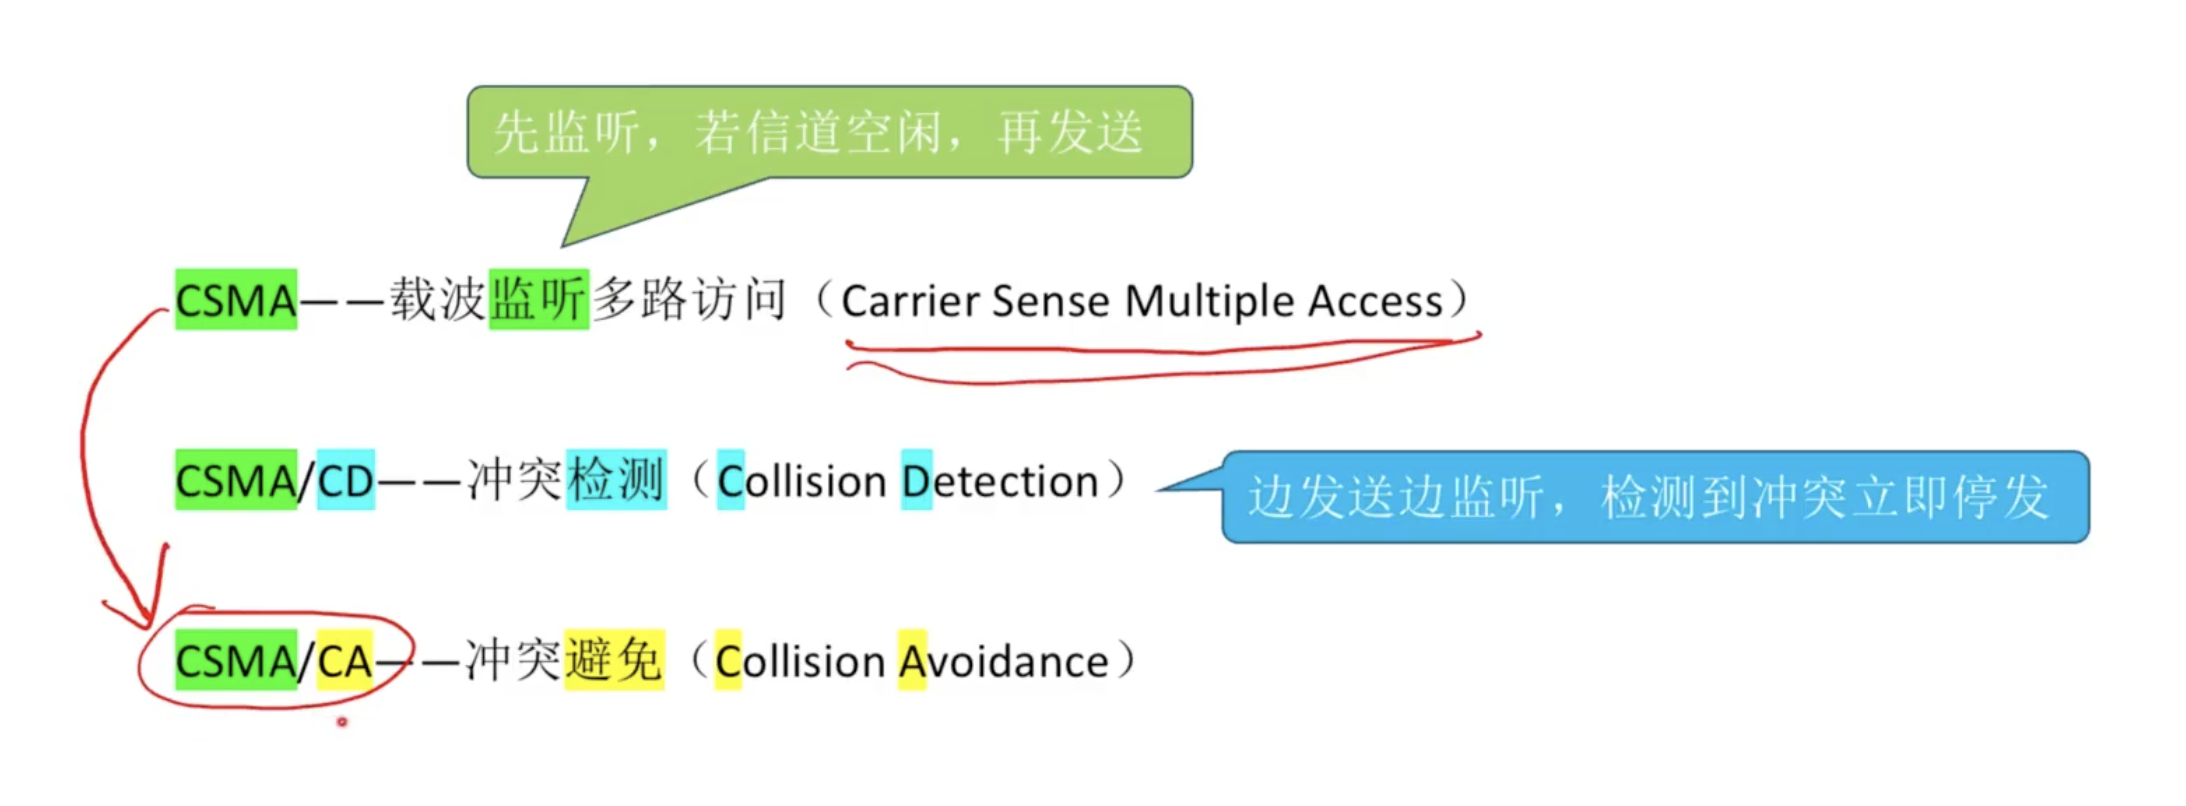 先监听，若信道空闲，再发送
CSMA——载波监听多路访问（Carrier Sense Multiple Access）
CSMA/CD——冲突检测（Collision Detection）
边发送边监听，检测到冲突立即停发
CSMA/CA——冲突避免（Collision Avoidance）